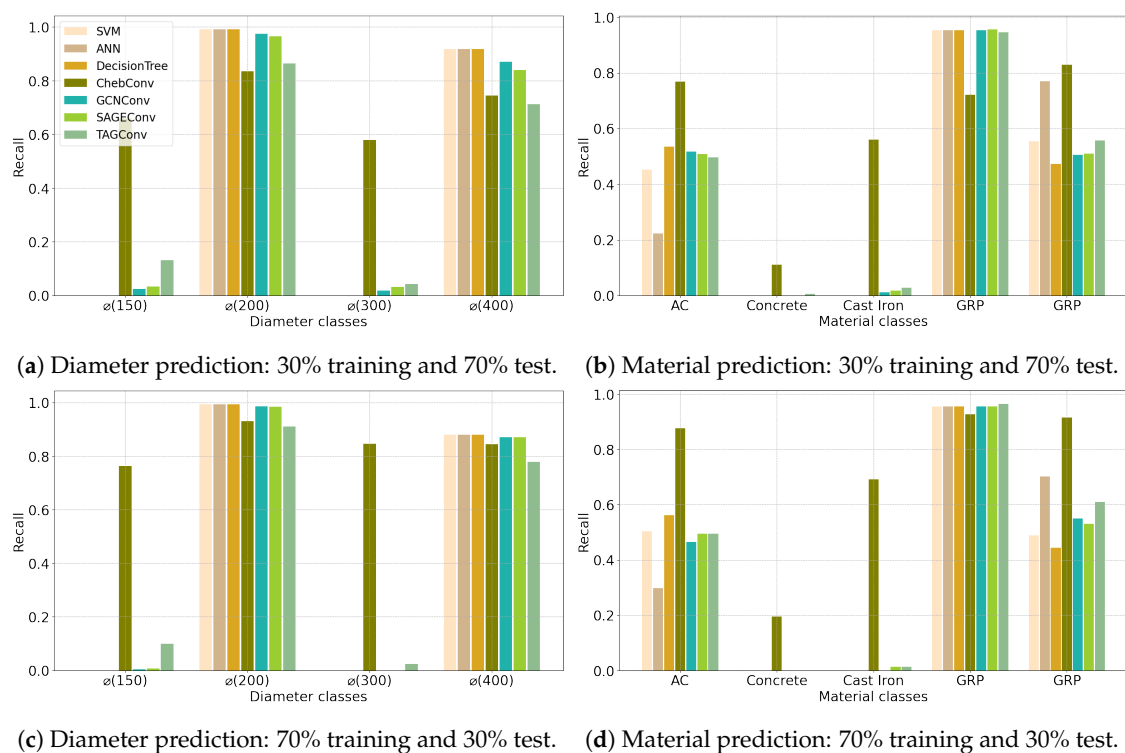 1.0
0.8
0.6
0.4
0.2
0.0
Recall
SVM
ANN
DecisionTree
ChebConv
GCNConv
SAGEConv
TAGConv
⌀(150) ⌀(200) ⌀(300) ⌀(400)
Diameter classes
1.0
0.8
0.6
0.4
0.2
0.0
Recall
AC Concrete Cast Iron GRP GRP
Material classes
(a) Diameter prediction: 30% training and 70% test.
(b) Material prediction: 30% training and 70% test.
1.0
0.8
0.6
0.4
0.2
0.0
Recall
⌀(150) ⌀(200) ⌀(300) ⌀(400)
Diameter classes
1.0
0.8
0.6
0.4
0.2
0.0
Recall
AC Concrete Cast Iron GRP GRP
Material classes
(c) Diameter prediction: 70% training and 30% test.
(d) Material prediction: 70% training and 30% test.